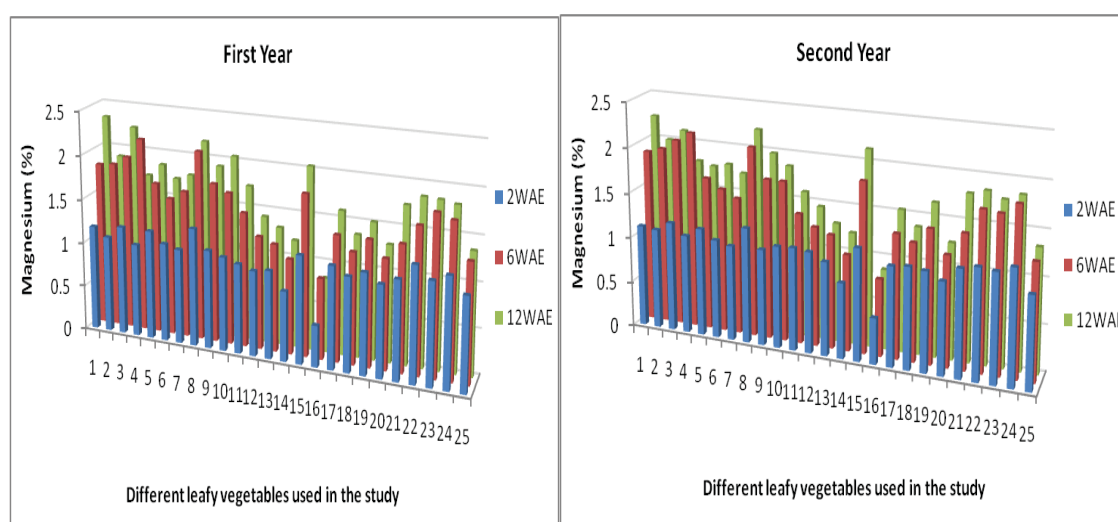 First Year
Magnesium (%)
2.5
2
1.5
1
0.5
0
1 2 3 4 5 6 7 8 9 10 11 12 13 14 15 16 17 18 19 20 21 22 23 24 25
2WAE
6WAE
12WAE
Different leafy vegetables used in the study
Second Year
Magnesium (%)
2.5
2
1.5
1
0.5
0
1 2 3 4 5 6 7 8 9 10 11 12 13 14 15 16 17 18 19 20 21 22 23 24 25
2WAE
6WAE
12WAE
Different leafy vegetables used in the study